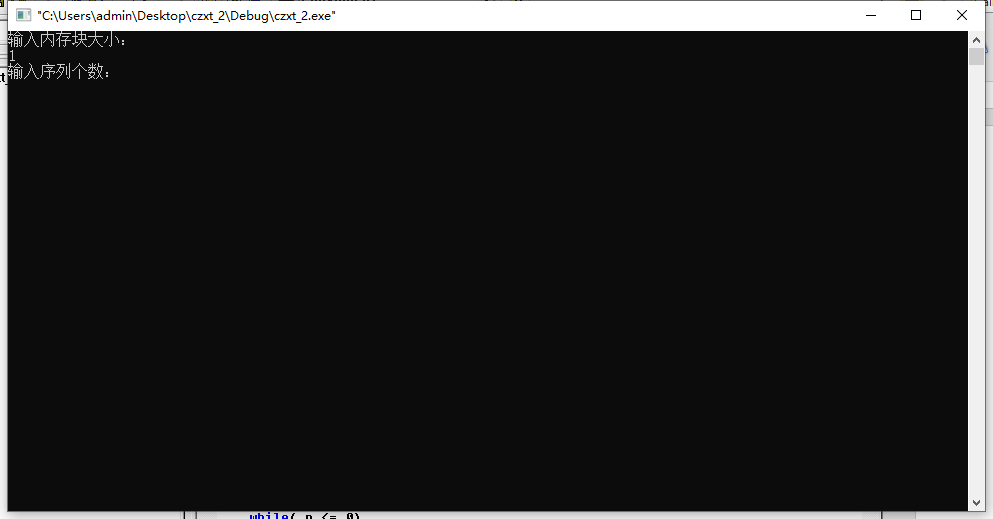 "C:\Users\admin\Desktop\czxt_2\Debug\czxt_2.exe"
输入内存块大小：
1
输入序列个数：
while( n <= 0)